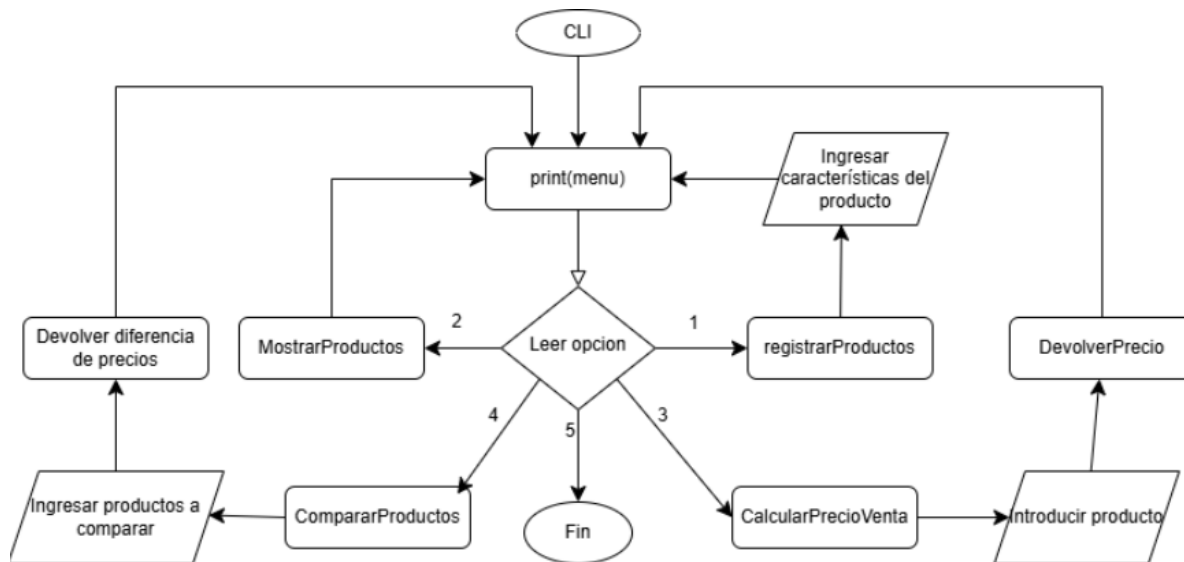 CLI
print(menu)
Ingresar
características del
producto
Devolver diferencia
de precios
MostrarProductos
2
Leer opcion
1
registrarProductos
DevolverPrecio
4
5
3
Ingresar productos a
comparar
CompararProductos
Fin
CalcularPrecioVenta
Introducir producto